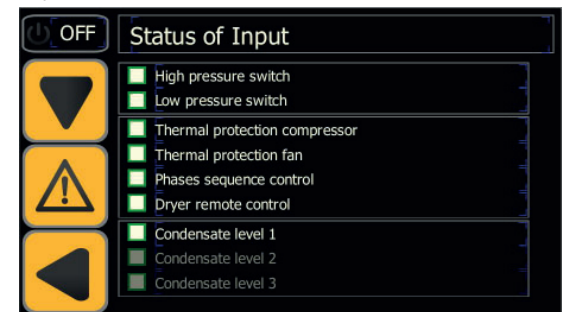 OFF
Status of Input
High pressure switch
Low pressure switch
Thermal protection compressor
Thermal protection fan
Phases sequence control
Dryer remote control
Condensate level 1
Condensate level 2
Condensate level 3